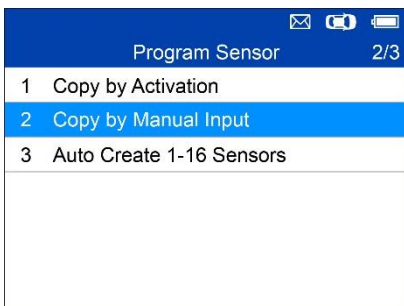 Program Sensor 2/3
1 Copy by Activation
2 Copy by Manual Input
3 Auto Create 1-16 Sensors